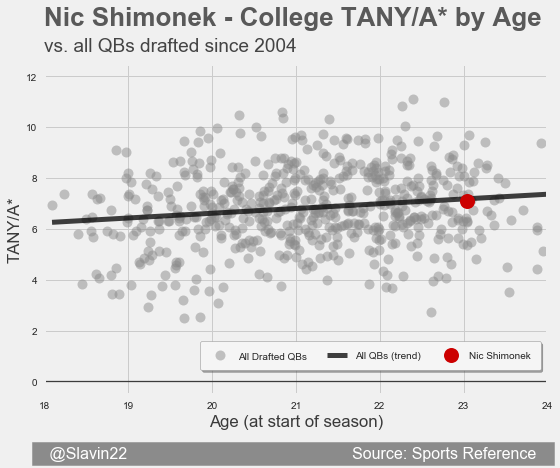 Nic Shimonek - College TANY/A* by Age
vs. all QBs drafted since 2004
TANY/A*
12
10
8
6
4
2
0
All Drafted QBs
All QBs (trend)
Nic Shimonek
18
19
20
21
22
23
24
Age (at start of season)
@Slavin22
Source: Sports Reference